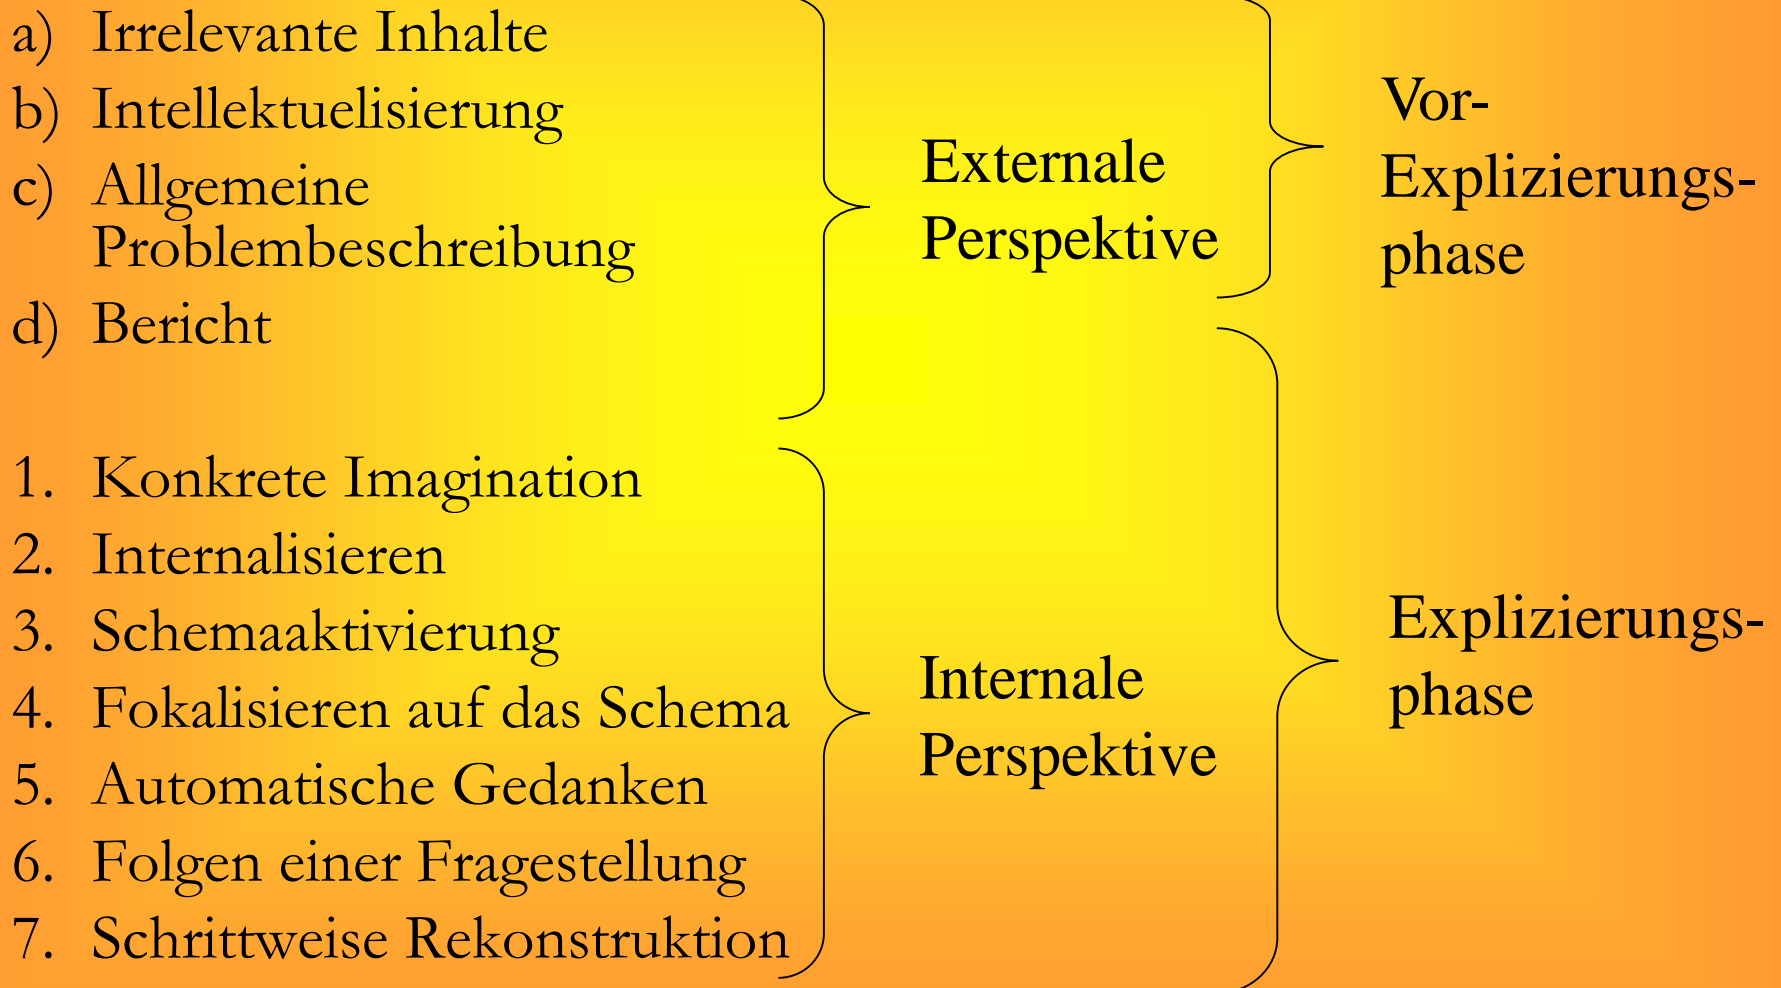 a) Irrelevante Inhalte
b) Intellektuelisierung
c) Allgemeine
Problembeschreibung
d) Bericht
1. Konkrete Imagination
2. Internalisieren
3. Schemaaktivierung
4. Fokalisieren auf das Schema
5. Automatische Gedanken
6. Folgen einer Fragestellung
7. Schrittweise Rekonstruktion
Externale
Perspektive
Internale
Perspektive
Vor-
Explizierungs-
phase
Explizierungs-
phase